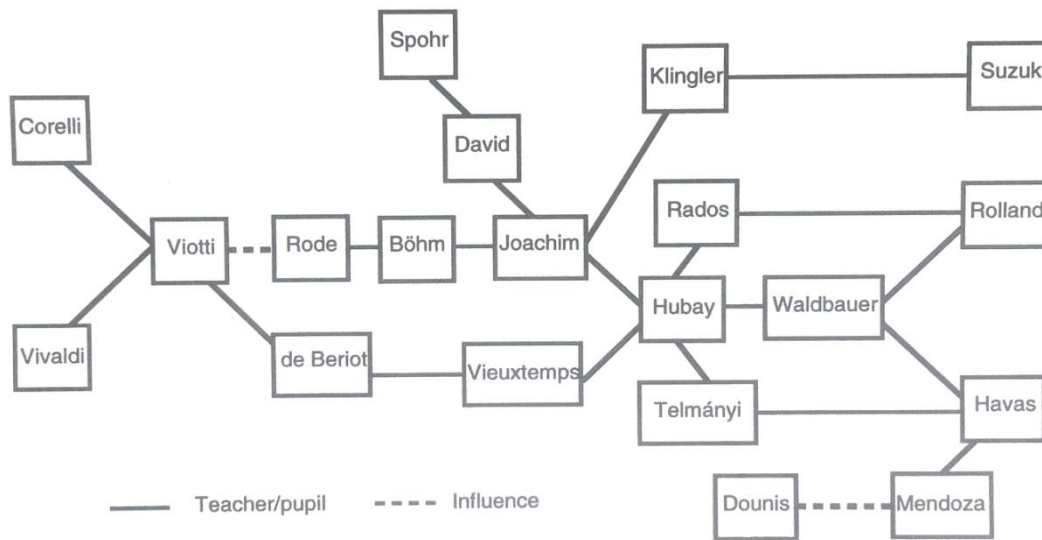 Spohr
Klingler
Suzuk
Corelli
David
Rados
Rolland
Viotti
Rode
Böhm
Joachim
Hubay
Waldbauer
Vivaldi
de Beriot
Vieuxtemps
Telmányi
Havas
Teacher/pupil
Influence
Dounis
Mendoza